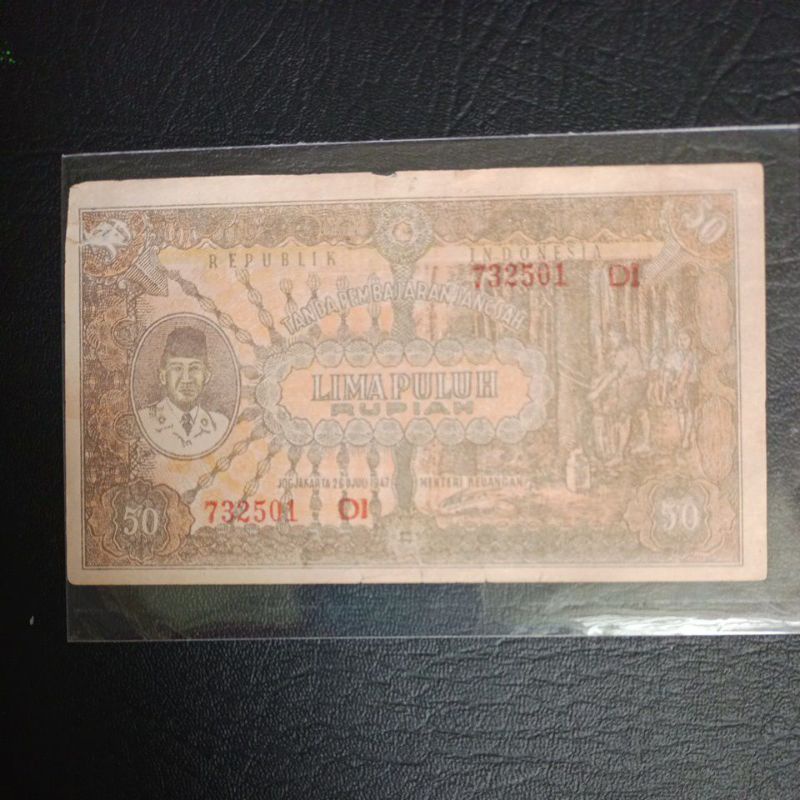 50
REPUBLIK INDONESIA
732501 DI
TANDA PEMBAJARAN JANG SAH
LIMA PULUH
RUPIAH
JOGJAKARTA 26 DJULI 1947 MENTERI KEUANGAN
732501 DI
50 50